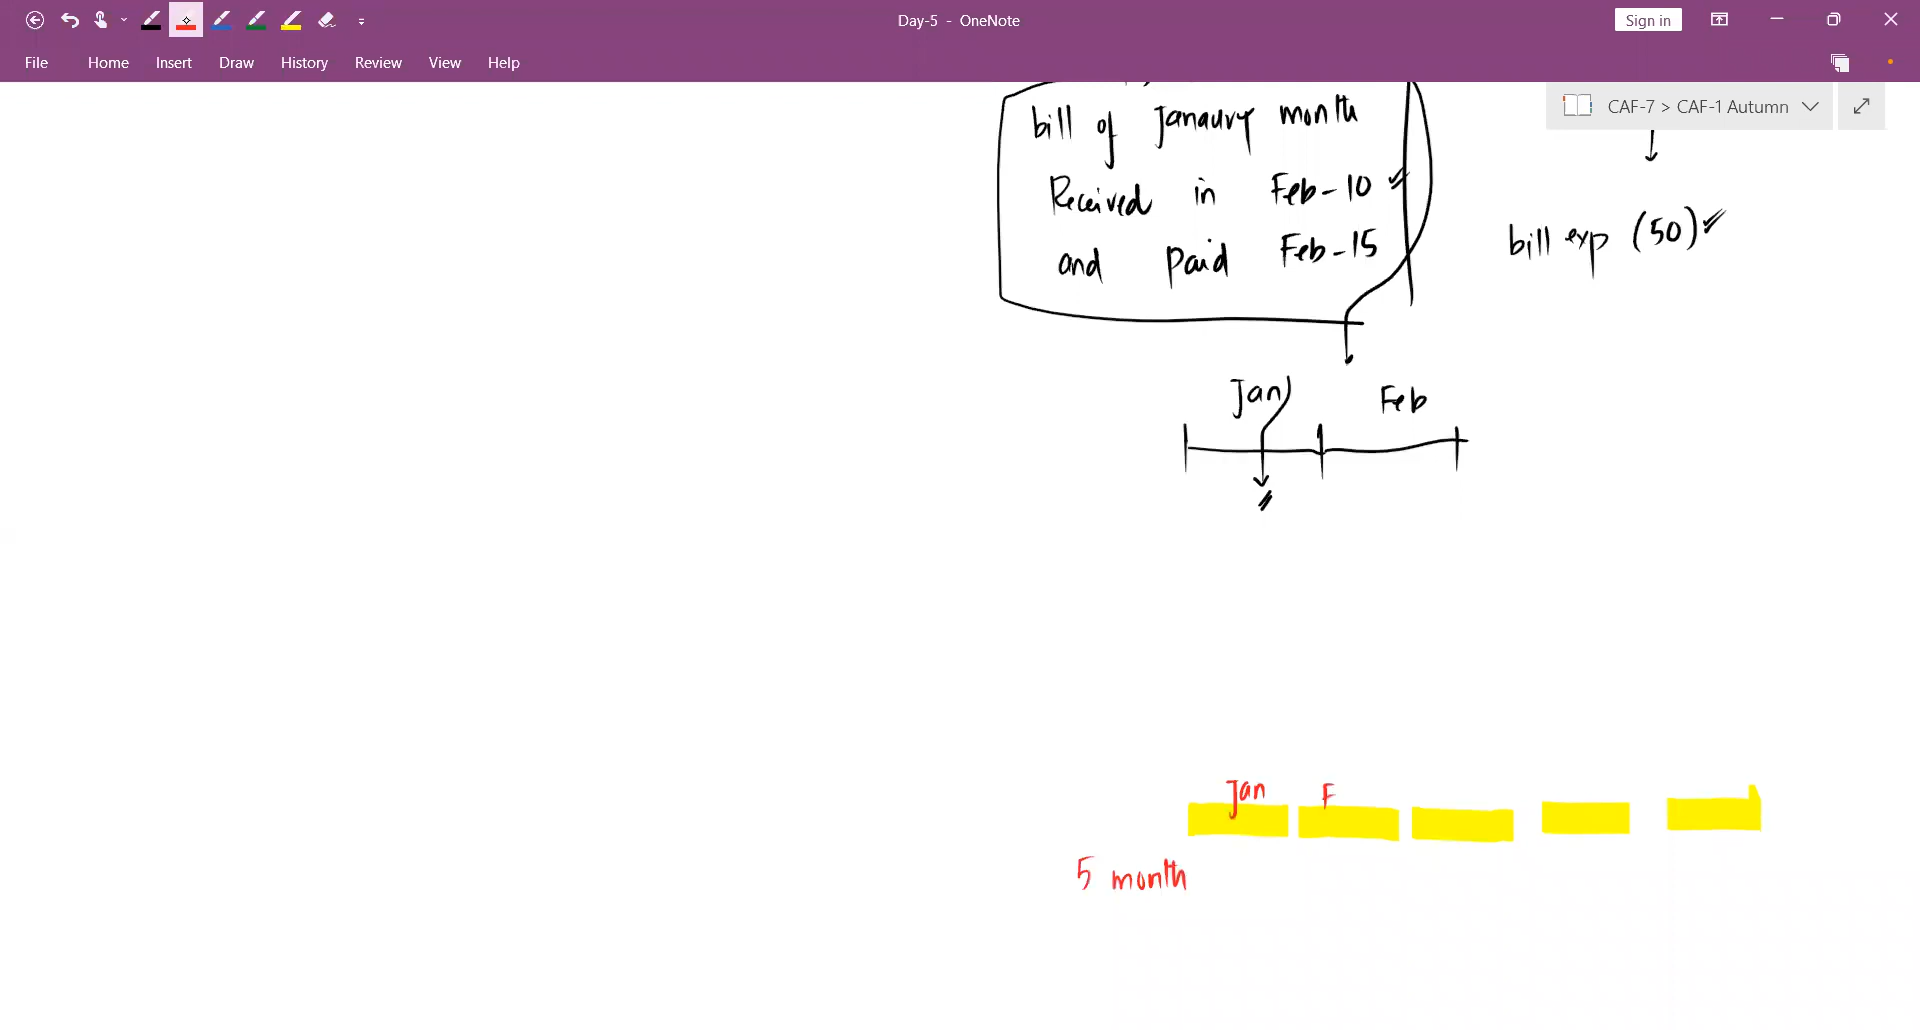 Day-5 - OneNote
Sign in
File Home Insert Draw History Review View Help
CAF-7 > CAF-1 Autumn
bill of Janaury month
Received in Feb-10
and Paid Feb-15
bill exp (50)
Jan Feb
Jan F
5 month